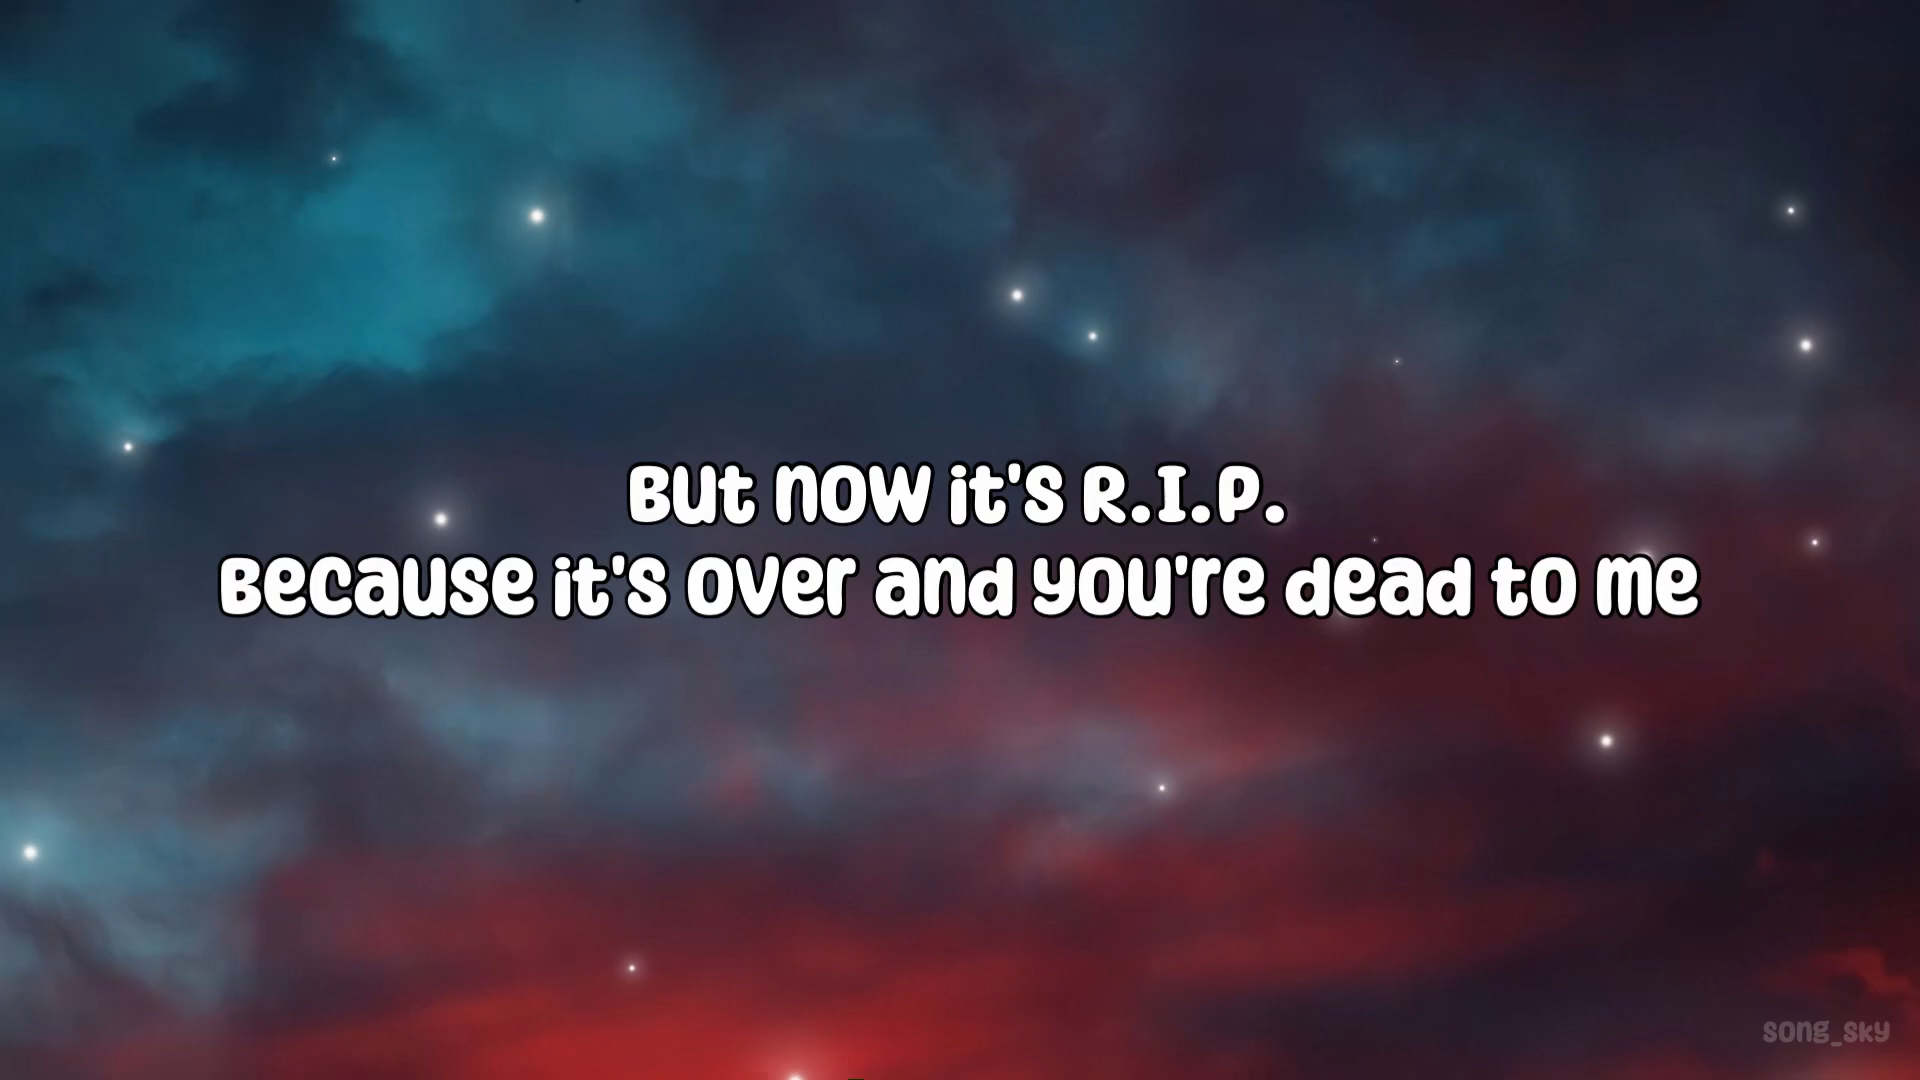 But now it's R.I.P.
Because it's over and you're dead to me
song_sky